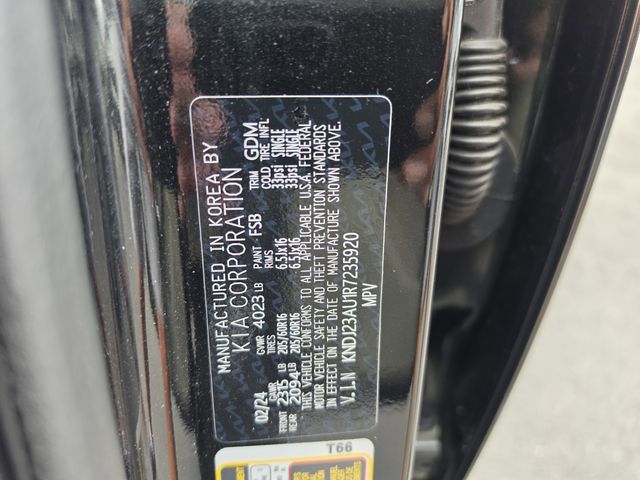 MANUFACTURED IN KOREA BY
KIA CORPORATION
02/24 GVWR 4023 LB PAINT FSB TRIM GDM
GAWR TIRES RIMS COLD TIRE INFL
FRONT 2315 LB 205/60R16 6.5Jx16 33psi SINGLE
REAR 2094 LB 205/60R16 6.5Jx16 33psi SINGLE
THIS VEHICLE CONFORMS TO ALL APPLICABLE U.S.A. FEDERAL
MOTOR VEHICLE SAFETY AND THEFT PREVENTION STANDARDS
IN EFFECT ON THE DATE OF MANUFACTURE SHOWN ABOVE.
V.I.N KNDJ23AU1R7235920
MPV
T66